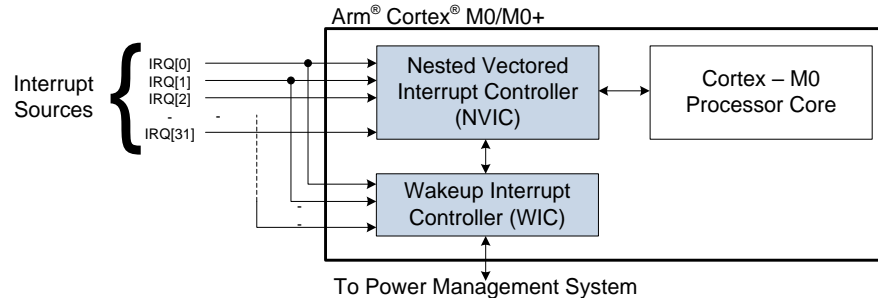 Arm® Cortex® M0/M0+
Interrupt
Sources
IRQ[0]
IRQ[1]
IRQ[2]
-
-
IRQ[31]
Nested Vectored
Interrupt Controller
(NVIC)
Cortex – M0
Processor Core
Wakeup Interrupt
Controller (WIC)
-
-
To Power Management System